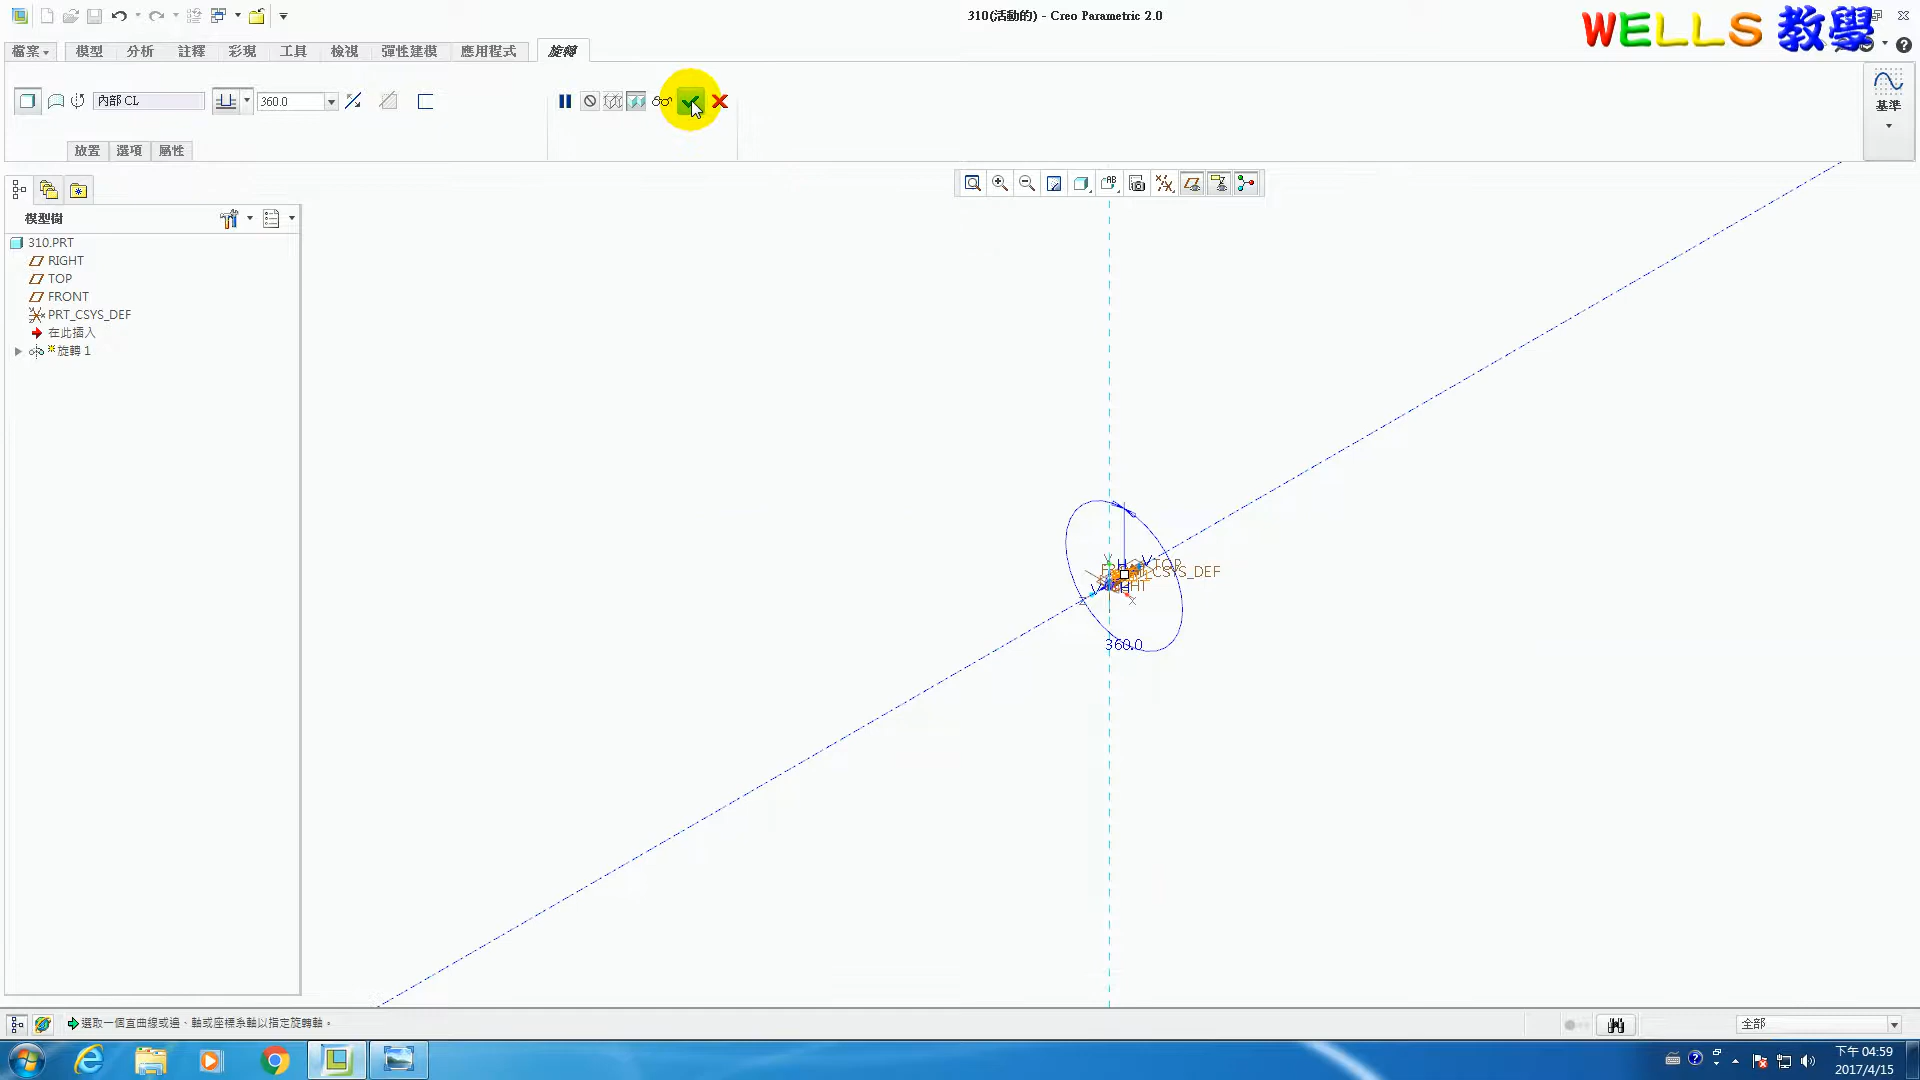 310(活動的) - Creo Parametric 2.0
WELLS 教學
檔案 模型 分析 註釋 彩現 工具 檢視 彈性建模 應用程式 旋轉
內部 CL 360.0
基準
放置 選項 屬性
模型樹
310.PRT
RIGHT
TOP
FRONT
PRT_CSYS_DEF
在此插入
旋轉 1
360.0
選取一個直曲線或邊、軸或座標系軸以指定旋轉軸。
全部
下午 04:59
2017/4/15